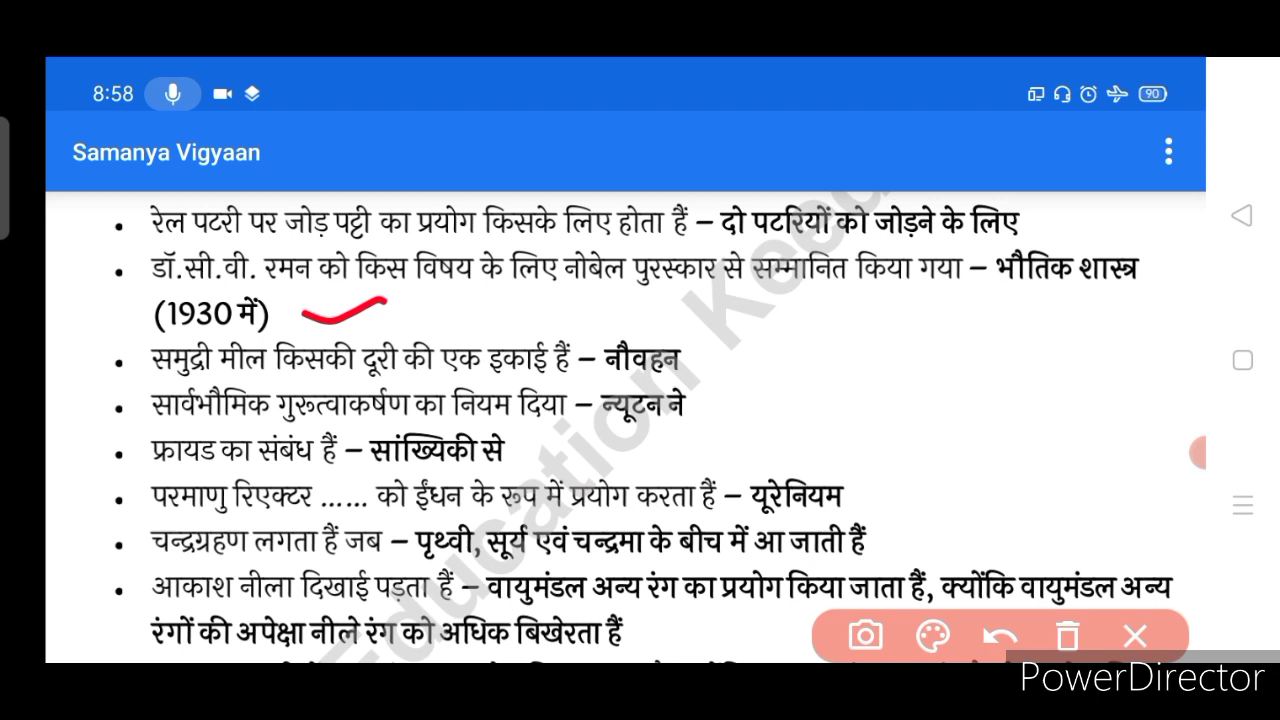 8:58
90
Samanya Vigyaan
• रेल पटरी पर जोड़ पट्टी का प्रयोग किसके लिए होता हैं – दो पटरियों को जोड़ने के लिए
• डॉ.सी.वी. रमन को किस विषय के लिए नोबेल पुरस्कार से सम्मानित किया गया – भौतिक शास्त्र
(1930 में)
• समुद्री मील किसकी दूरी की एक इकाई हैं – नौवहन
• सार्वभौमिक गुरूत्वाकर्षण का नियम दिया – न्यूटन ने
• फ्रायड का संबंध हैं – सांख्यिकी से
• परमाणु रिएक्टर …… को ईंधन के रूप में प्रयोग करता हैं – यूरेनियम
• चन्द्रग्रहण लगता हैं जब – पृथ्वी, सूर्य एवं चन्द्रमा के बीच में आ जाती हैं
• आकाश नीला दिखाई पड़ता हैं – वायुमंडल अन्य रंग का प्रयोग किया जाता हैं, क्योंकि वायुमंडल अन्य
रंगों की अपेक्षा नीले रंग को अधिक बिखेरता हैं
Education
PowerDirector